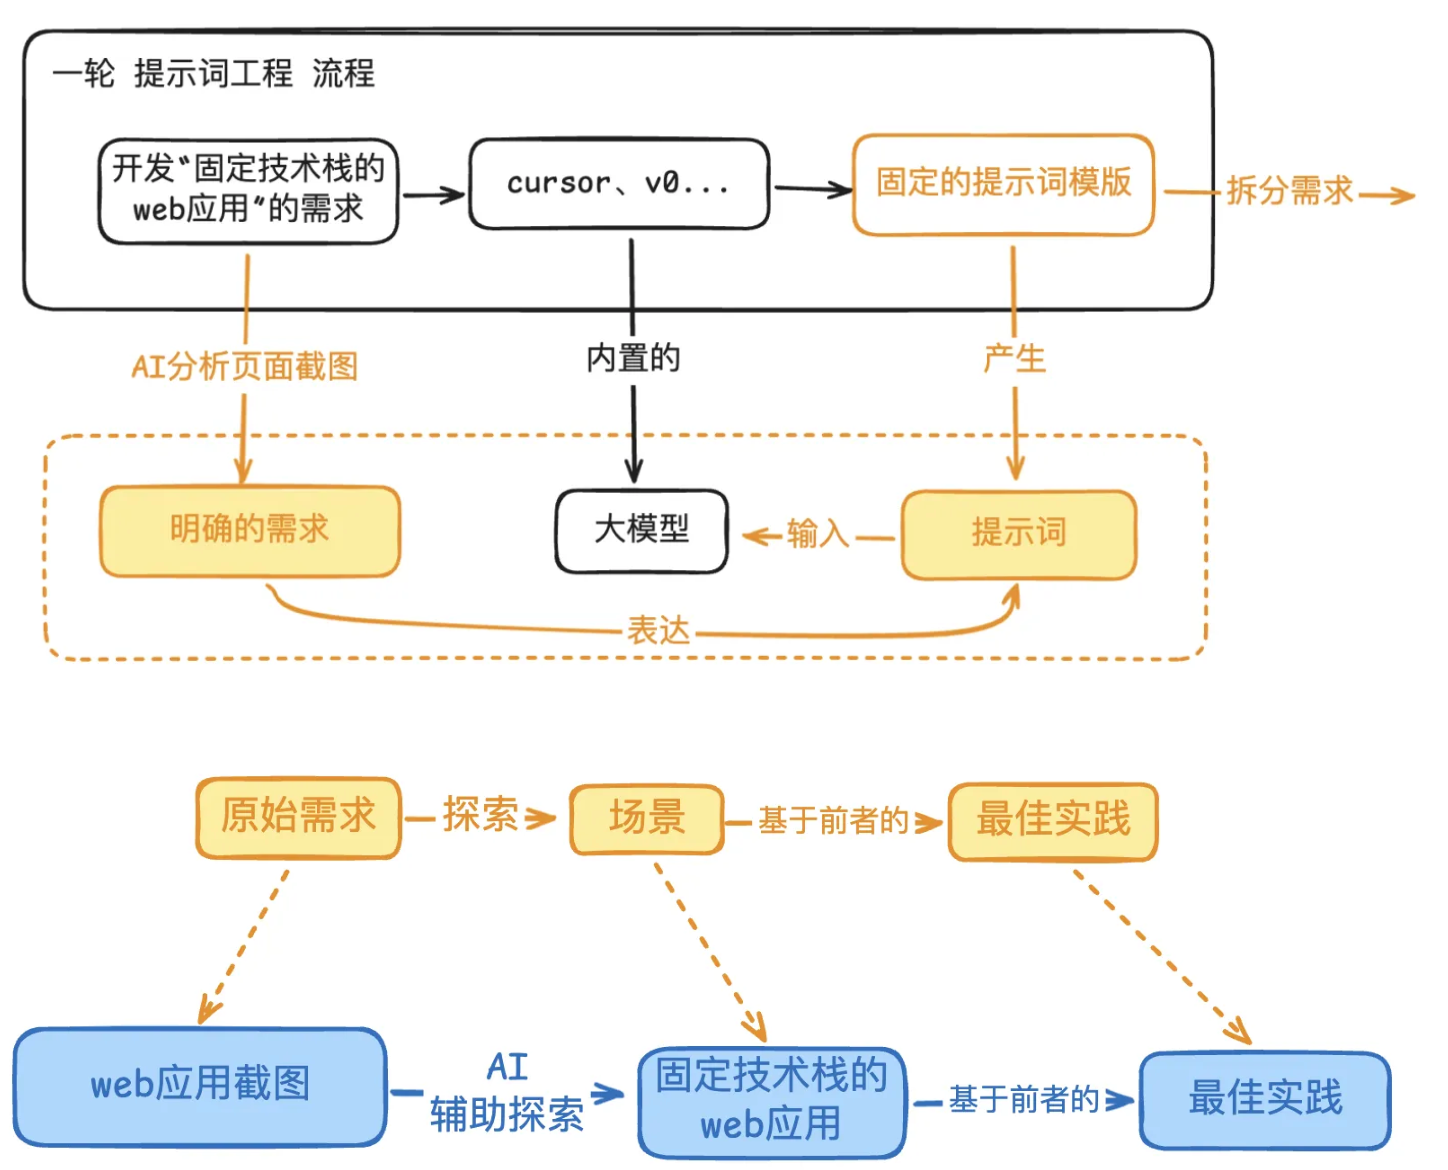 一轮 提示词工程 流程
开发“固定技术栈的
web应用”的需求
cursor、v0...
固定的提示词模版
拆分需求
AI分析页面截图
内置的
产生
明确的需求
大模型
输入
提示词
表达
原始需求
探索
场景
基于前者的
最佳实践
web应用截图
AI
辅助探索
固定技术栈的
web应用
基于前者的
最佳实践